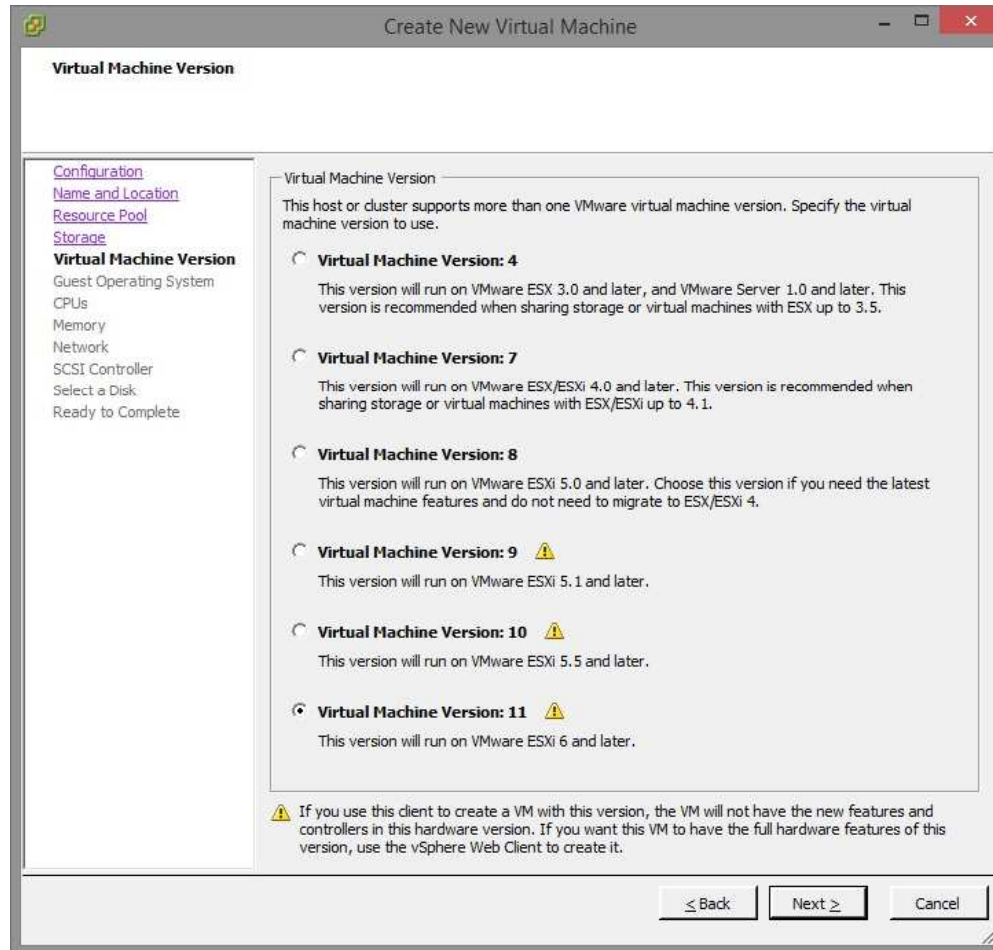 Create New Virtual Machine
Virtual Machine Version
Configuration
Name and Location
Resource Pool
Storage
Virtual Machine Version
Guest Operating System
CPUs
Memory
Network
SCSI Controller
Select a Disk
Ready to Complete
Virtual Machine Version
This host or cluster supports more than one VMware virtual machine version. Specify the virtual
machine version to use.
Virtual Machine Version: 4
This version will run on VMware ESX 3.0 and later, and VMware Server 1.0 and later. This
version is recommended when sharing storage or virtual machines with ESX up to 3.5.
Virtual Machine Version: 7
This version will run on VMware ESX/ESXi 4.0 and later. This version is recommended when
sharing storage or virtual machines with ESX/ESXi up to 4.1.
Virtual Machine Version: 8
This version will run on VMware ESXi 5.0 and later. Choose this version if you need the latest
virtual machine features and do not need to migrate to ESX/ESXi 4.
Virtual Machine Version: 9
This version will run on VMware ESXi 5.1 and later.
Virtual Machine Version: 10
This version will run on VMware ESXi 5.5 and later.
Virtual Machine Version: 11
This version will run on VMware ESXi 6 and later.
If you use this client to create a VM with this version, the VM will not have the new features and
controllers in this hardware version. If you want this VM to have the full hardware features of this
version, use the vSphere Web Client to create it.
< Back
Next >
Cancel